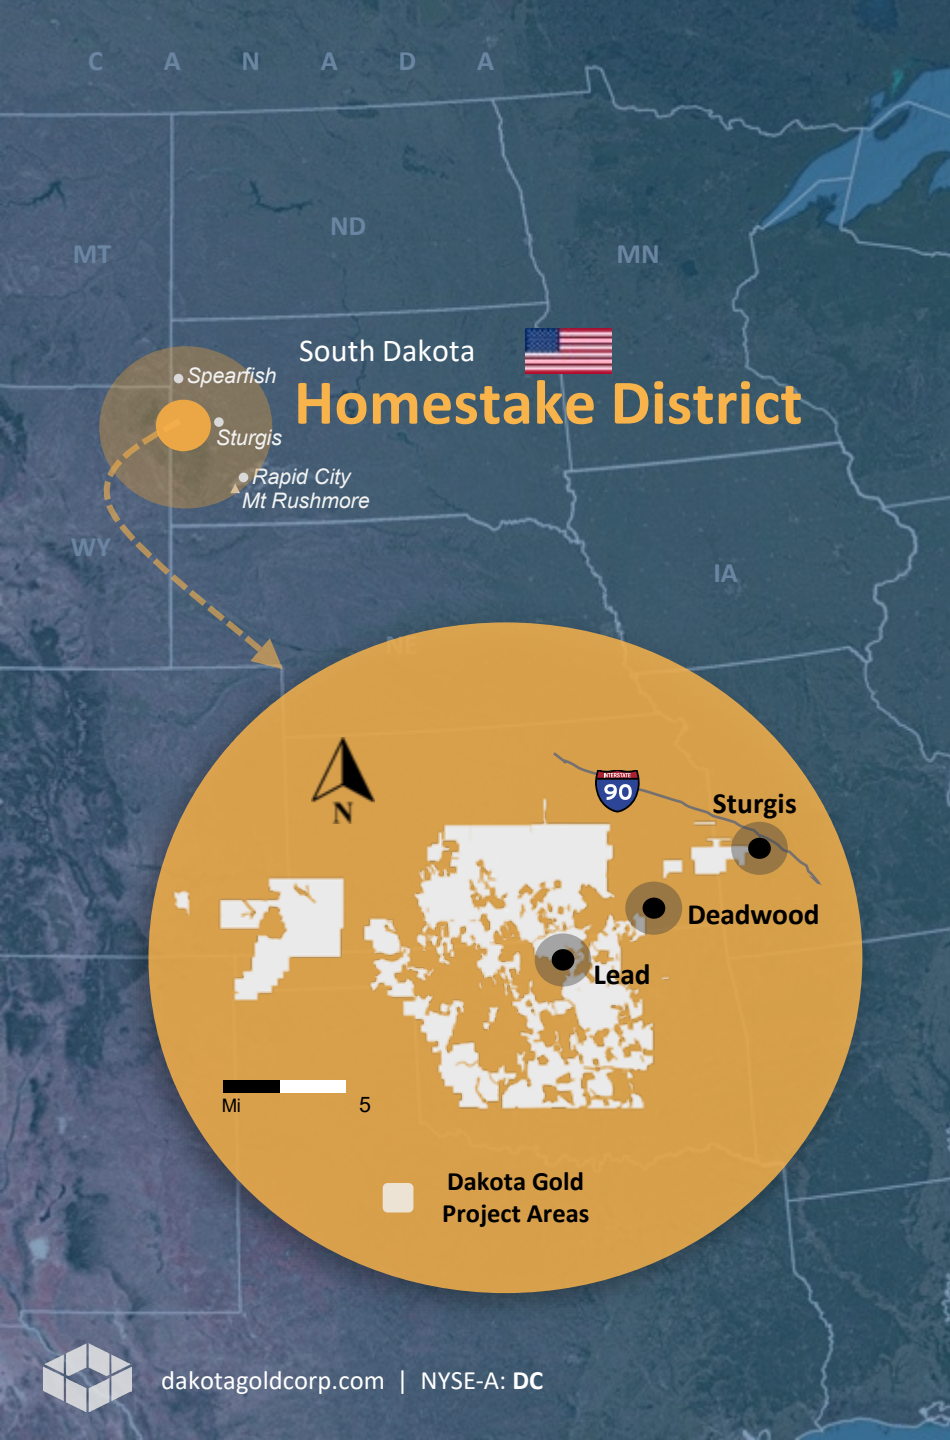 C A N A D A
ND
MT
MN
South Dakota
Spearfish
Homestake District
Sturgis
Rapid City
Mt Rushmore
WY
IA
NE
INTERSTATE
90
Sturgis
N
Deadwood
Lead
Mi 5
Dakota Gold
Project Areas
dakotagoldcorp.com | NYSE-A: DC